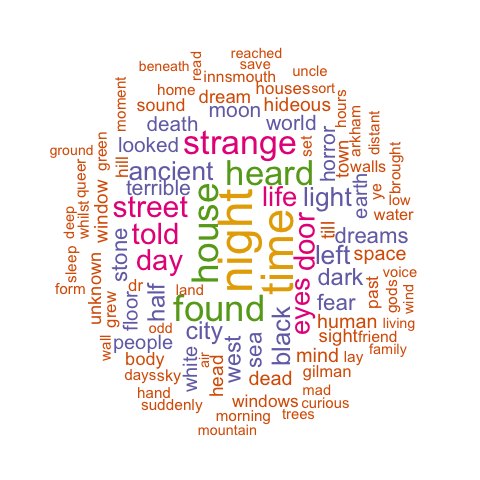 reached
beneath
read
save
uncle
innsmouth
home
dream
houses
sort
moment
sound
moon
hideous
hours
death
world
set
arkham
distant
ground
green
looked
strange
horror
town
walls
brought
queer
hill
ancient
heard
ye
low
whilst
window
terrible
life
light
earth
water
deep
street
house
night
time
door
till
told
left
dreams
sleep
stone
day
eyes
dark
space
voice
form
unknown
grew
dr
half
land
found
fear
past
gods
wind
floor
odd
city
black
human
living
wall
people
white
air
west
sea
sight
friend
family
body
head
mind
lay
days
sky
dead
gilman
hand
windows
mad
suddenly
curious
morning
trees
mountain